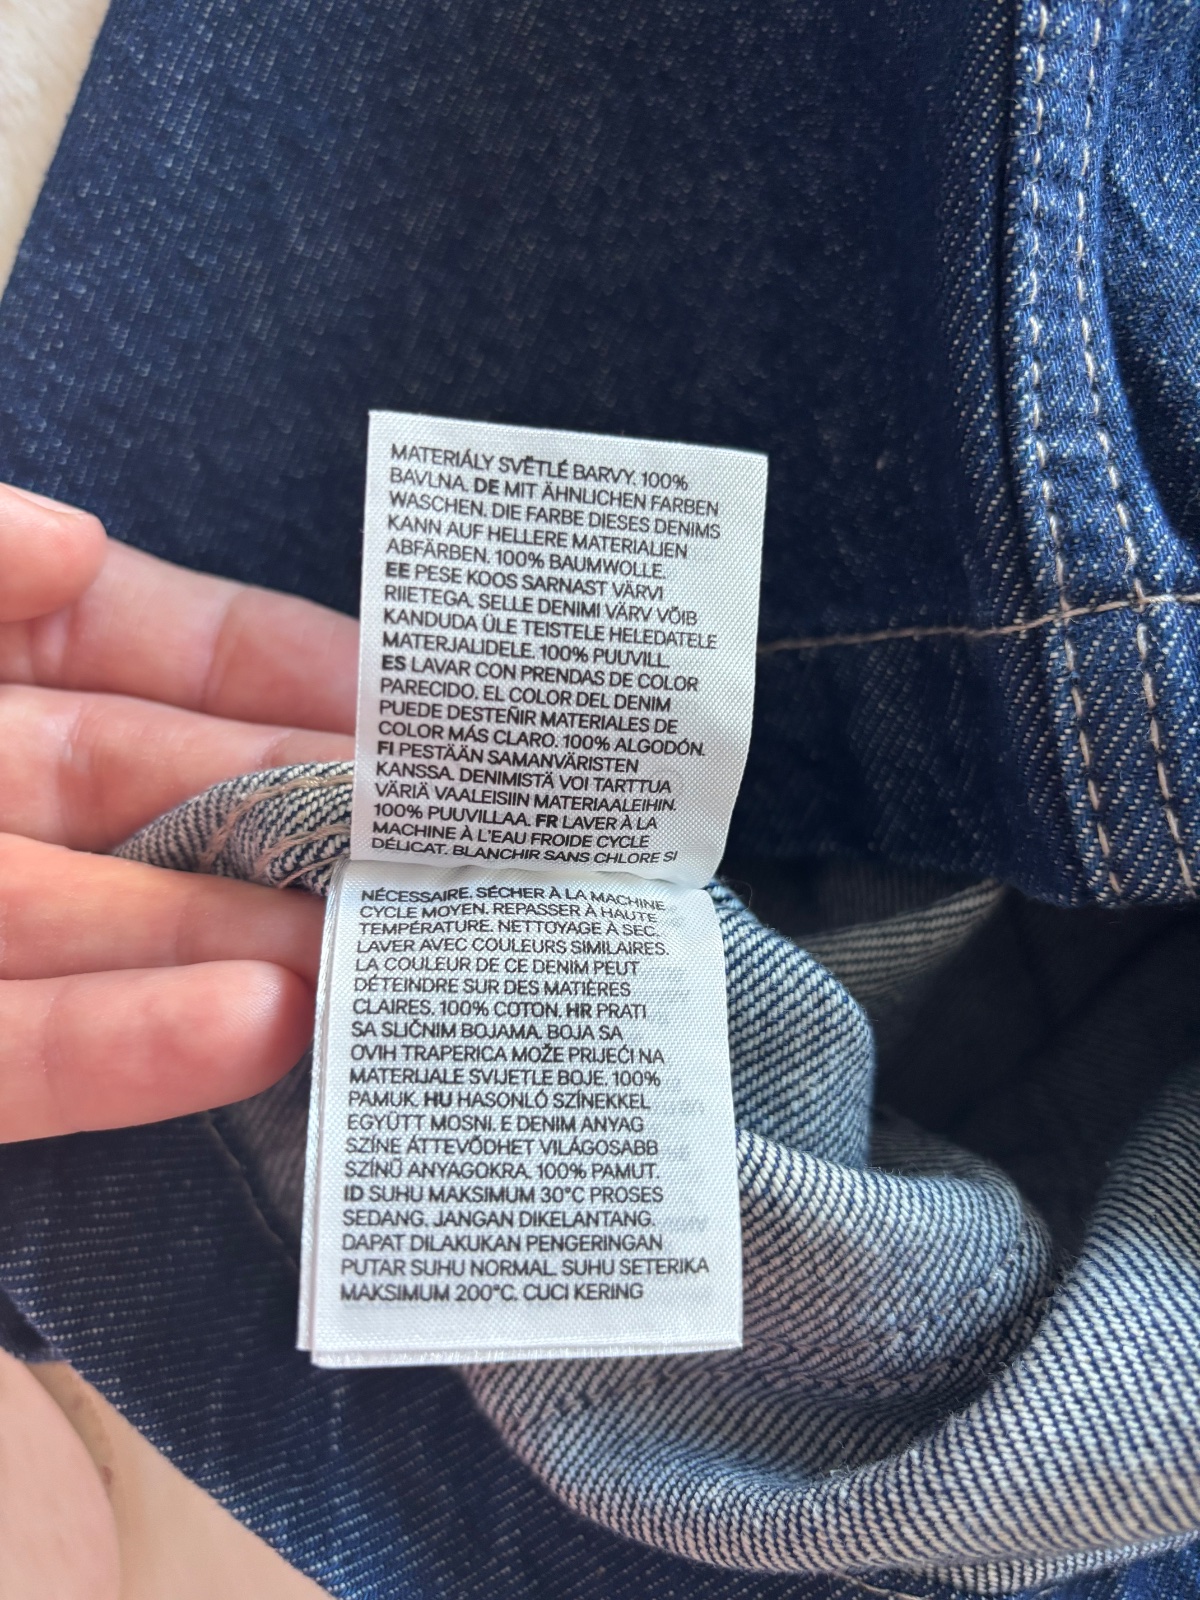 MATERIÁLY SVĚTLÉ BARVY. 100%
BAVLNA. DE MIT ÄHNLICHEN FARBEN
WASCHEN. DIE FARBE DIESES DENIMS
KANN AUF HELLERE MATERIALIEN
ABFÄRBEN. 100% BAUMWOLLE.
EE PESE KOOS SARNAST VÄRVI
RIIETEGA. SELLE DENIMI VÄRV VÕIB
KANDUDA ÜLE TEISTELE HELEDATELE
MATERJALIDELE. 100% PUUVILL.
ES LAVAR CON PRENDAS DE COLOR
PARECIDO. EL COLOR DEL DENIM
PUEDE DESTEÑIR MATERIALES DE
COLOR MÁS CLARO. 100% ALGODÓN.
FI PESTÄÄN SAMANVÄRISTEN
KANSSA. DENIMISTÄ VOI TARTTUA
VÄRIÄ VAALEISIIN MATERIAALEIHIN.
100% PUUVILLAA. FR LAVER À LA
MACHINE À L'EAU FROIDE CYCLE
DÉLICAT. BLANCHIR SANS CHLORE SI
NÉCESSAIRE. SÉCHER À LA MACHINE
CYCLE MOYEN. REPASSER À HAUTE
TEMPÉRATURE. NETTOYAGE À SEC.
LAVER AVEC COULEURS SIMILAIRES.
LA COULEUR DE CE DENIM PEUT
DÉTEINDRE SUR DES MATIÈRES
CLAIRES. 100% COTON. HR PRATI
SA SLIČNIM BOJAMA. BOJA SA
OVIH TRAPERICA MOŽE PRIJEĆI NA
MATERIJALE SVIJETLE BOJE. 100%
PAMUK. HU HASONLÓ SZÍNEKKEL
EGYÜTT MOSNI. E DENIM ANYAG
SZÍNE ÁTTEVŐDHET VILÁGOSABB
SZÍNŰ ANYAGOKRA. 100% PAMUT.
ID SUHU MAKSIMUM 30°C PROSES
SEDANG. JANGAN DIKELANTANG.
DAPAT DILAKUKAN PENGERINGAN
PUTAR SUHU NORMAL. SUHU SETERIKA
MAKSIMUM 200°C. CUCI KERING